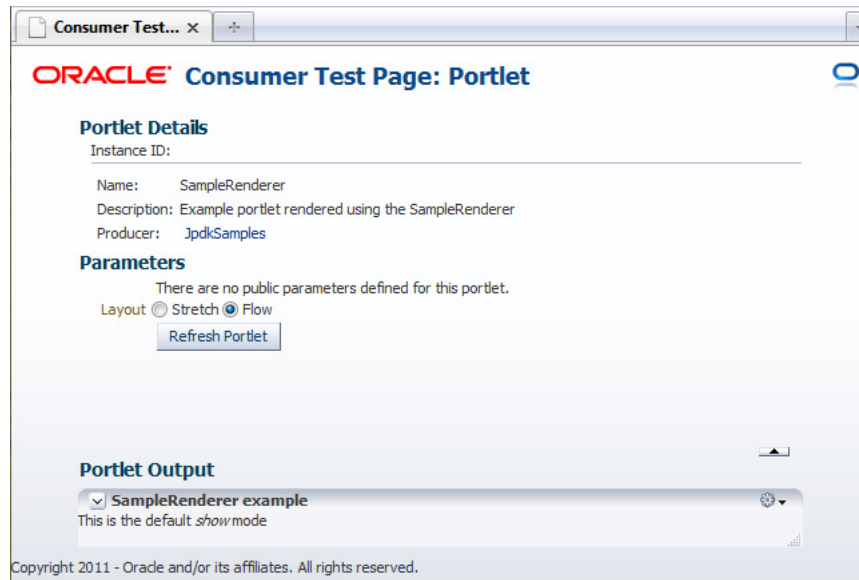 Consumer Test...
ORACLE Consumer Test Page: Portlet
Portlet Details
Instance ID:
Name: SampleRenderer
Description: Example portlet rendered using the SampleRenderer
Producer: JpdkSamples
Parameters
There are no public parameters defined for this portlet.
Layout Stretch Flow
Refresh Portlet
Portlet Output
SampleRenderer example
This is the default show mode
Copyright 2011 - Oracle and/or its affiliates. All rights reserved.